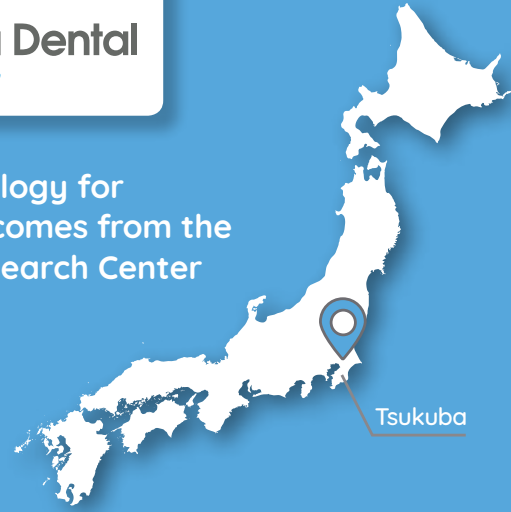 Dental
logy for
comes from the
earch Center
Tsukuba